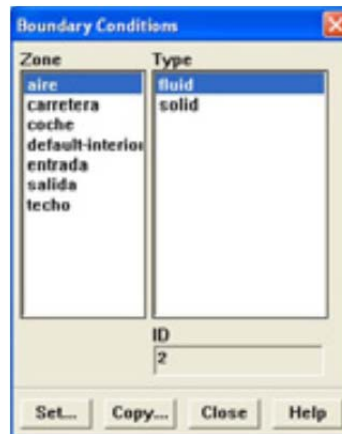 Boundary Conditions
Zone
Type
aire
carretera
coche
default-interior
entrada
salida
techo
fluid
solid
ID
2
Set...
Copy...
Close
Help